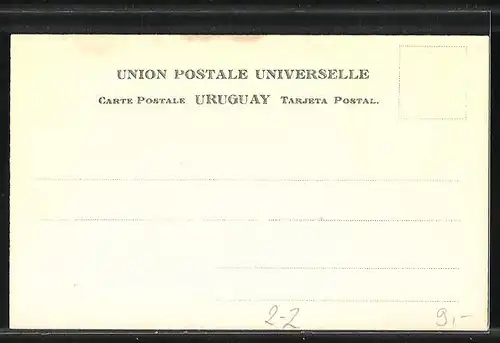 UNION POSTALE UNIVERSELLE
CARTE POSTALE URUGUAY TARJETA POSTAL.
2-2 9.-